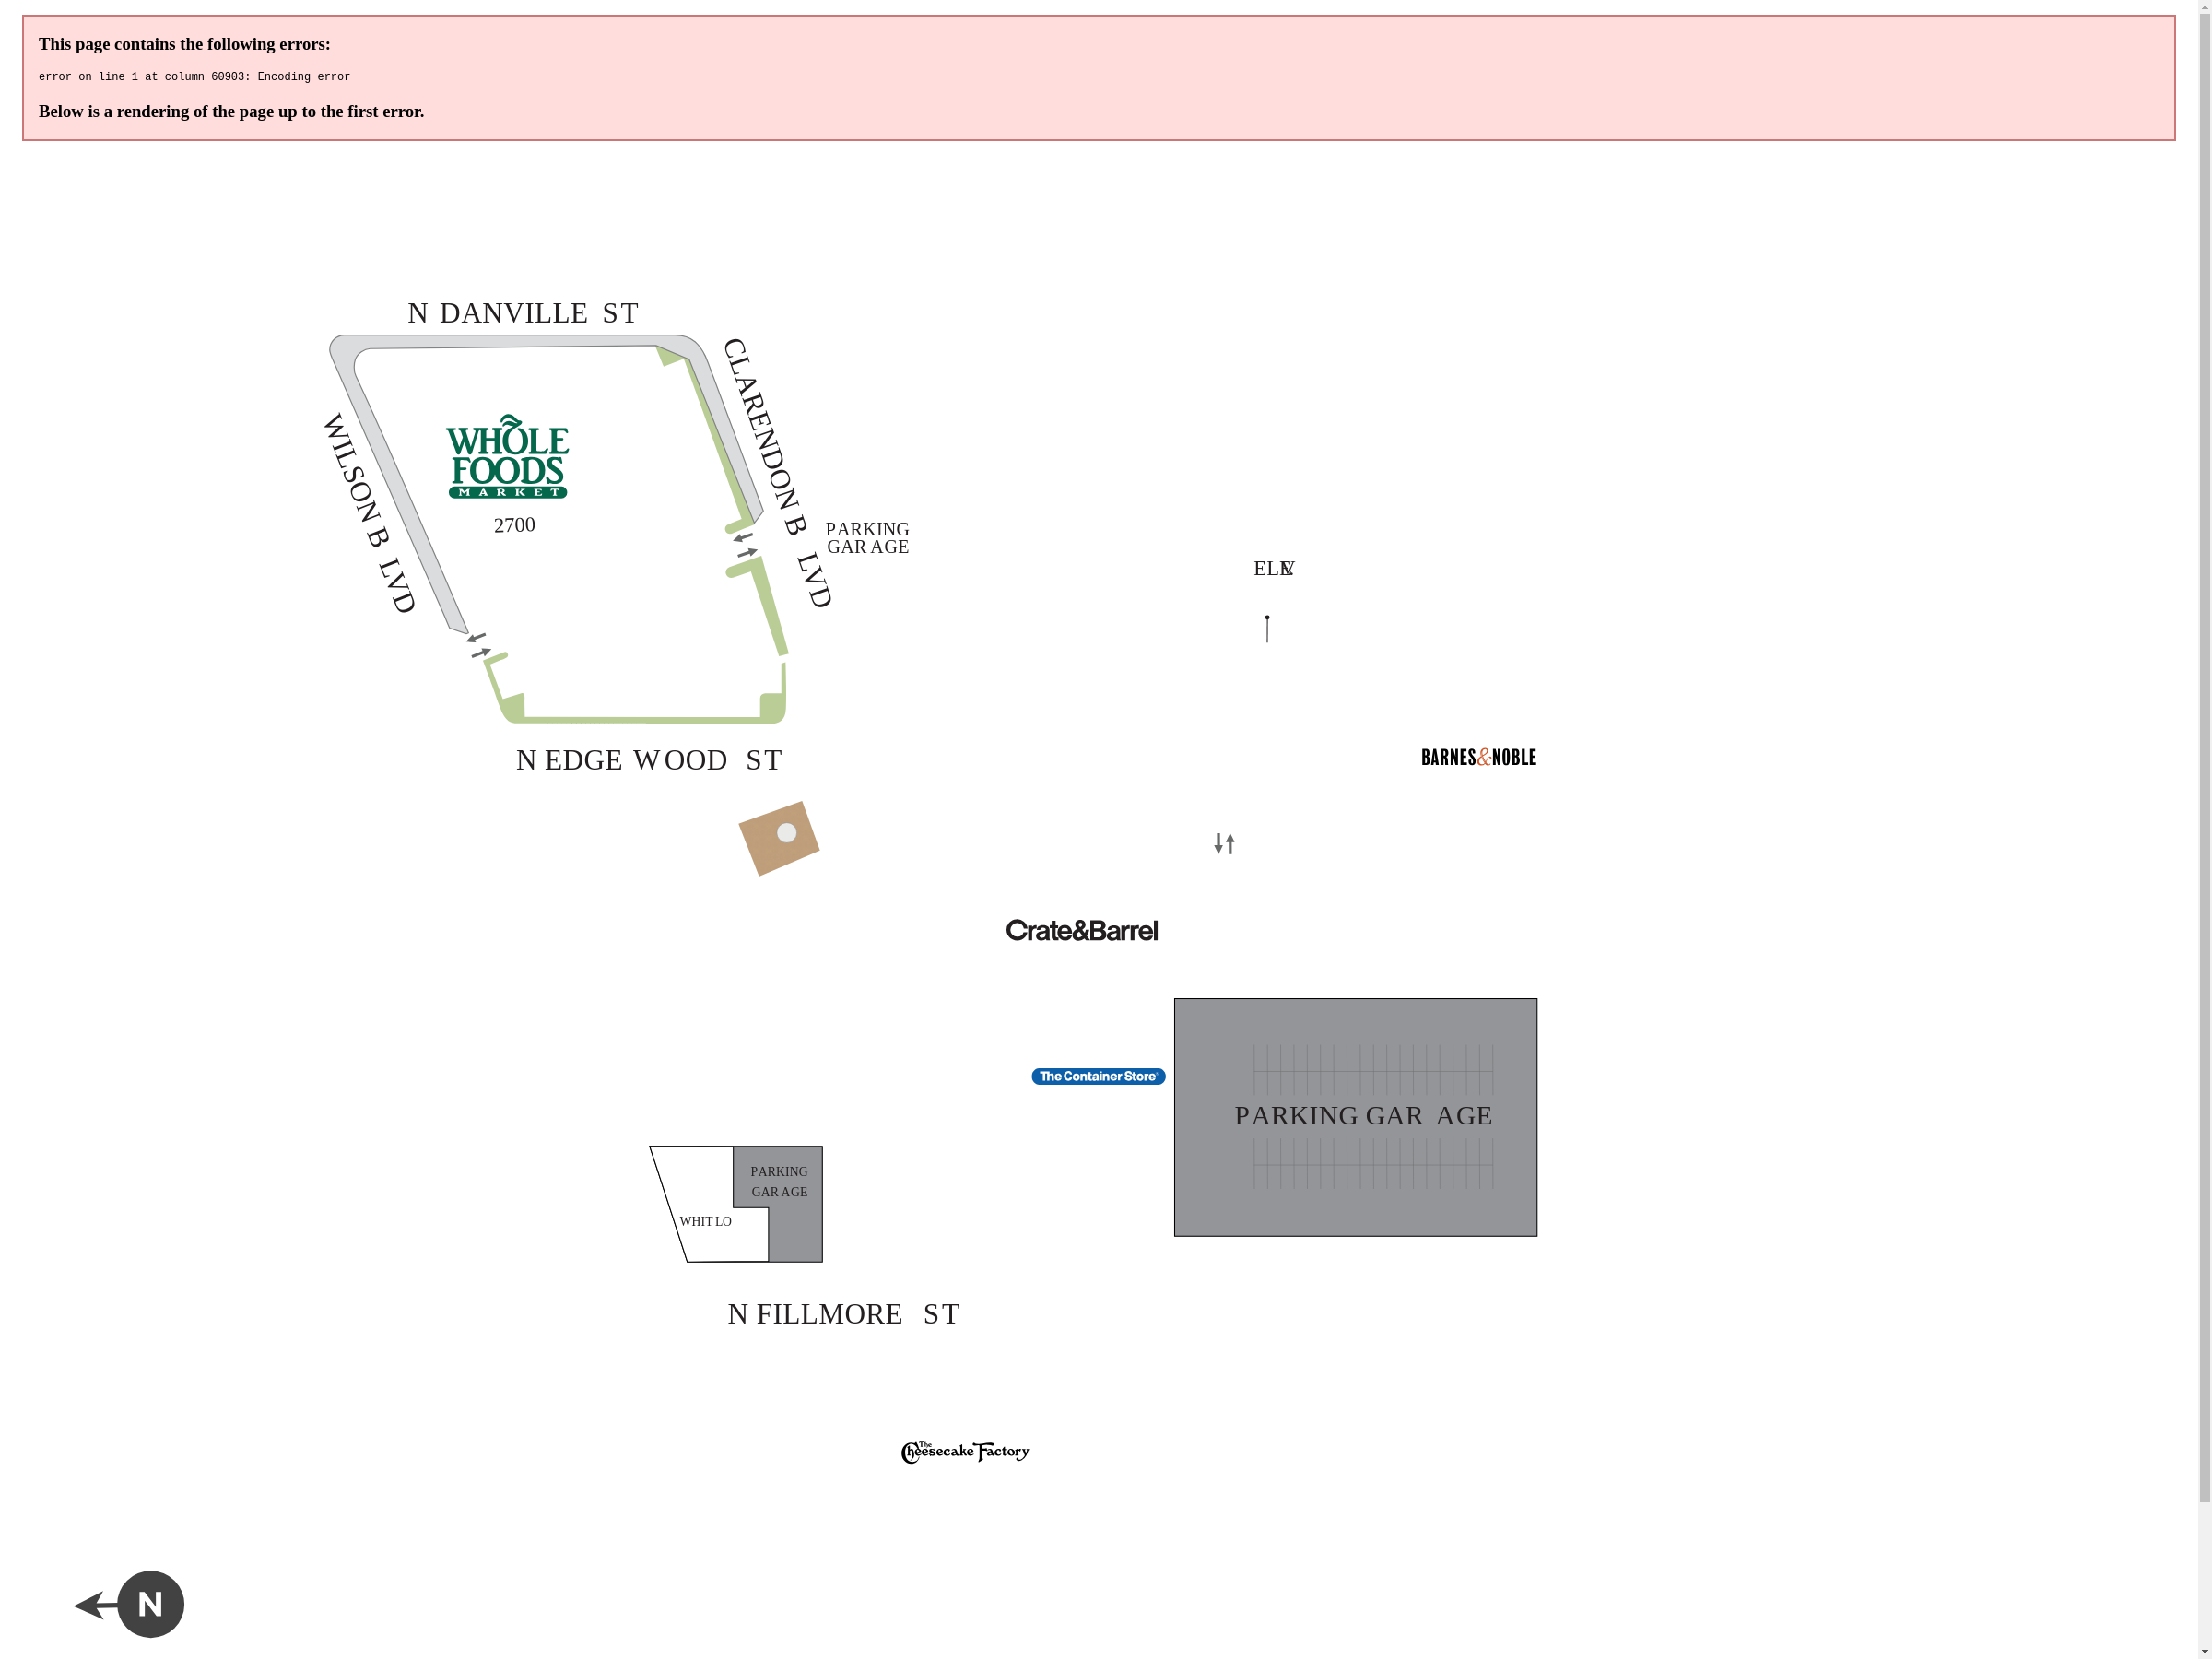 This page contains the following errors:
error on line 1 at column 60903: Encoding error
Below is a rendering of the page up to the first error.
N DANVILLE ST
CLARENDON B LVD
WILSON B LVD
WHOLE
FOODS
MARKET
2700
PARKING
GAR AGE
ELEV.
N EDGE WOOD ST
BARNES&NOBLE
Crate&Barrel
The Container Store
PARKING GAR AGE
PARKING
GAR AGE
WHIT LO
N FILLMORE ST
The
Cheesecake Factory
N